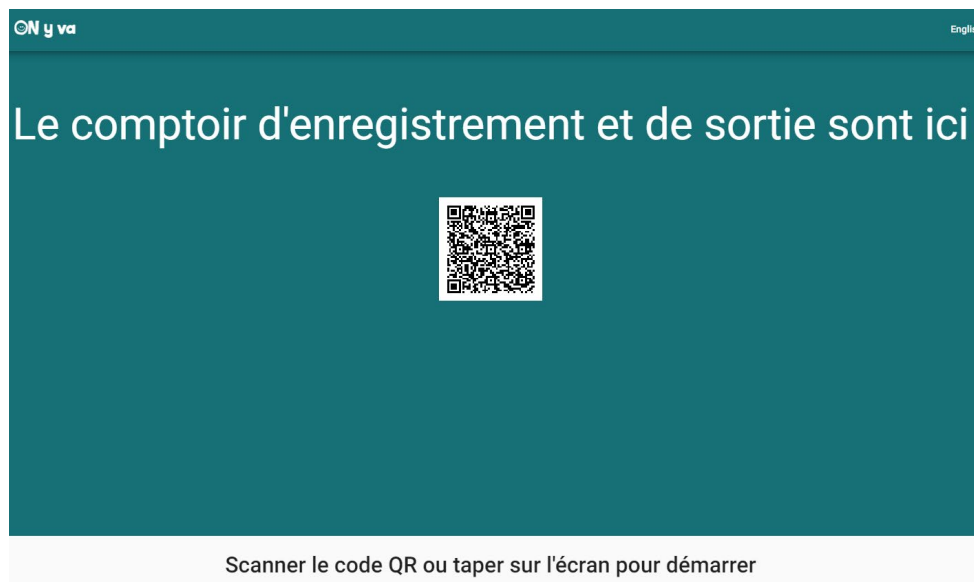 ON y va
Englis
Le comptoir d'enregistrement et de sortie sont ici
Scanner le code QR ou taper sur l'écran pour démarrer